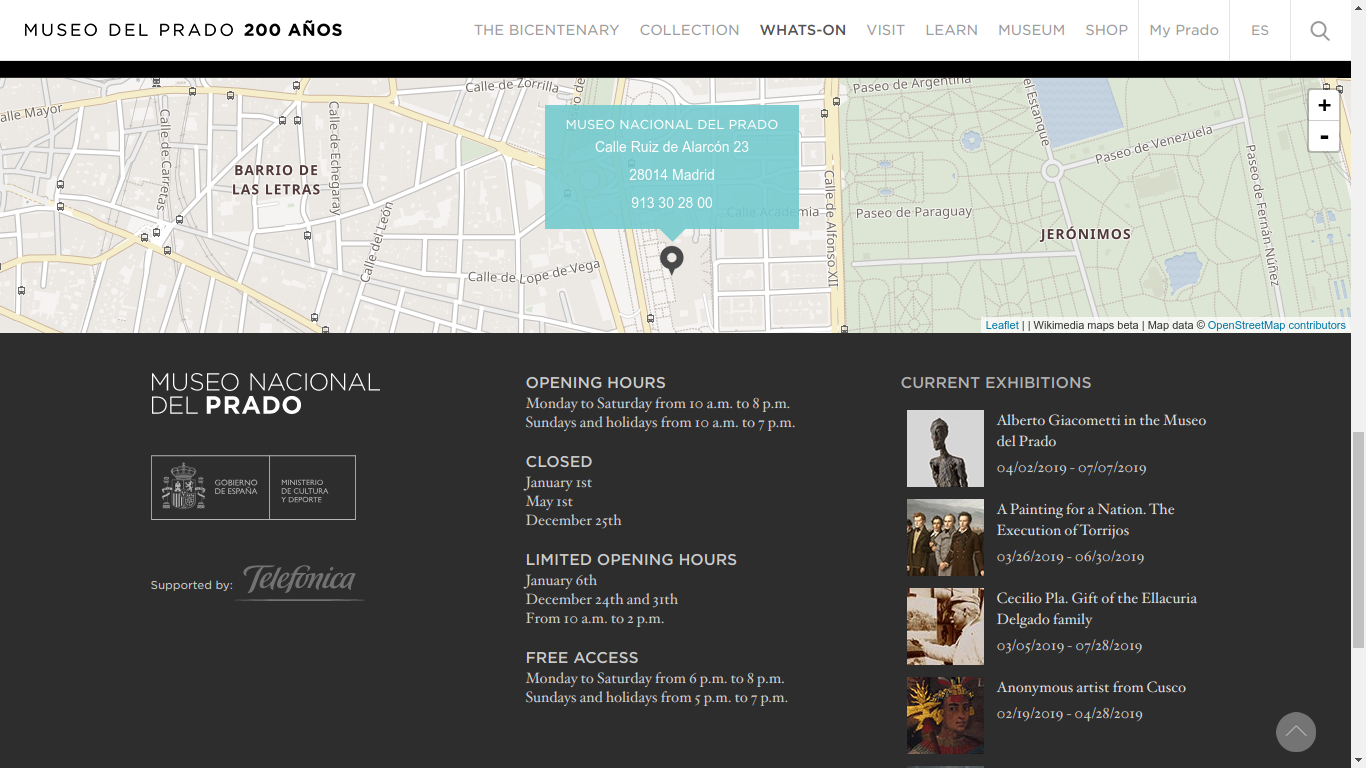 MUSEO DEL PRADO 200 AÑOS
THE BICENTENARY
COLLECTION
WHATS-ON
VISIT
LEARN
MUSEUM
SHOP
My Prado
ES
Calle de Zorrilla
Paseo de Argentina
alle Mayor
Calle de Carretas
Calle de Echegaray
el Estanque
+
-
MUSEO NACIONAL DEL PRADO
Calle Ruiz de Alarcón 23
28014 Madrid
913 30 28 00
BARRIO DE
LAS LETRAS
Paseo de Venezuela
Calle del León
Calle Academia
Calle de Alfonso XII
Paseo de Paraguay
JERÓNIMOS
Paseo de Fernán Núñez
Calle de Lope de Vega
Leaflet | | Wikimedia maps beta | Map data © OpenStreetMap contributors
MUSEO NACIONAL
DEL PRADO
GOBIERNO
DE ESPAÑA
MINISTERIO
DE CULTURA
Y DEPORTE
Supported by: Telefónica
OPENING HOURS
Monday to Saturday from 10 a.m. to 8 p.m.
Sundays and holidays from 10 a.m. to 7 p.m.
CLOSED
January 1st
May 1st
December 25th
LIMITED OPENING HOURS
January 6th
December 24th and 31th
From 10 a.m. to 2 p.m.
FREE ACCESS
Monday to Saturday from 6 p.m. to 8 p.m.
Sundays and holidays from 5 p.m. to 7 p.m.
CURRENT EXHIBITIONS
Alberto Giacometti in the Museo
del Prado
04/02/2019 - 07/07/2019
A Painting for a Nation. The
Execution of Torrijos
03/26/2019 - 06/30/2019
Cecilio Pla. Gift of the Ellacuria
Delgado family
03/05/2019 - 07/28/2019
Anonymous artist from Cusco
02/19/2019 - 04/28/2019